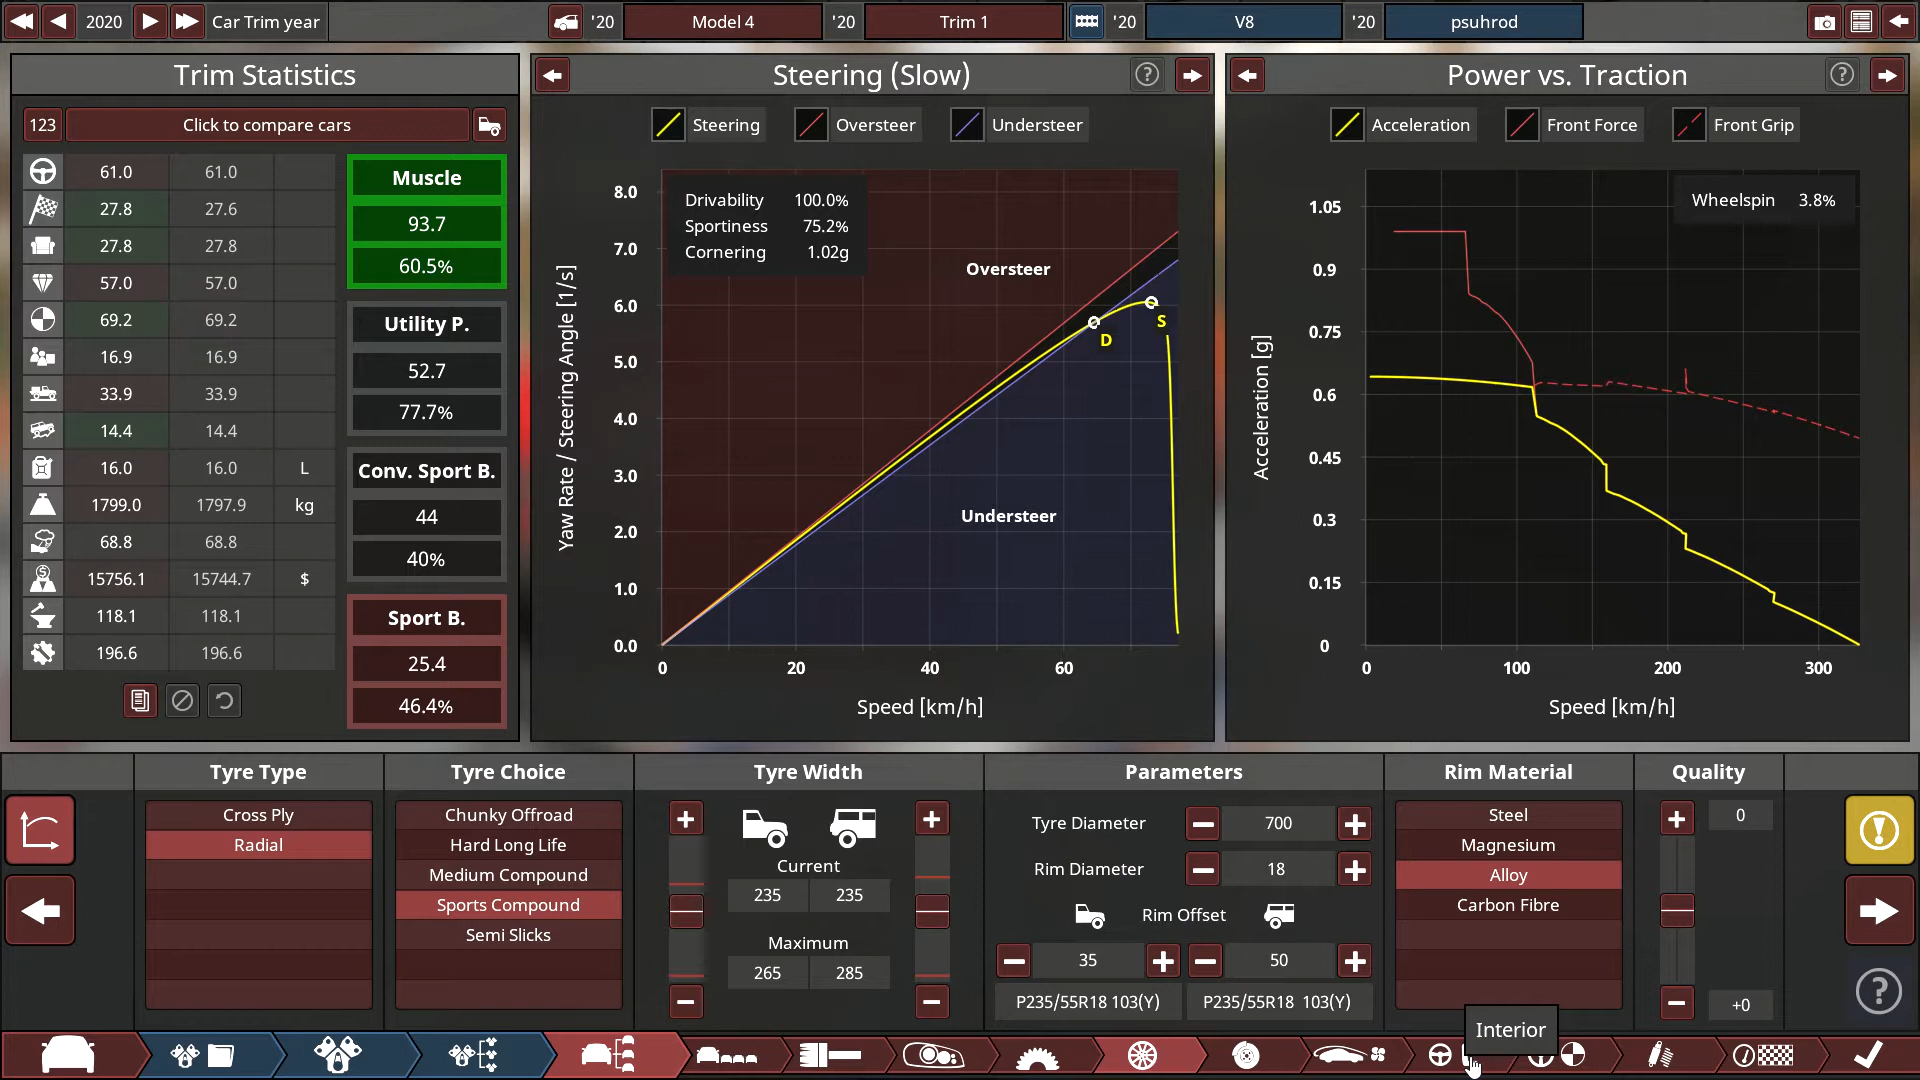 2020
Car Trim year
'20
Model 4
'20
Trim 1
'20
V8
'20
psuhrod
Trim Statistics
123
Click to compare cars
61.0 61.0
27.8 27.6
27.8 27.8
57.0 57.0
69.2 69.2
16.9 16.9
33.9 33.9
14.4 14.4
16.0 16.0 L
1799.0 1797.9 kg
68.8 68.8
15756.1 15744.7 $
118.1 118.1
196.6 196.6
Muscle
93.7
60.5%
Utility P.
52.7
77.7%
Conv. Sport B.
44
40%
Sport B.
25.4
46.4%
Steering (Slow)
?
Steering
Oversteer
Understeer
Drivability 100.0%
Sportiness 75.2%
Cornering 1.02g
Oversteer
Understeer
D
S
8.0
7.0
6.0
5.0
4.0
3.0
2.0
1.0
0.0
0 20 40 60
Yaw Rate / Steering Angle [1/s]
Speed [km/h]
Power vs. Traction
?
Acceleration
Front Force
Front Grip
Wheelspin 3.8%
1.05
0.9
0.75
0.6
0.45
0.3
0.15
0
0 100 200 300
Acceleration [g]
Speed [km/h]
Tyre Type
Cross Ply
Radial
Tyre Choice
Chunky Offroad
Hard Long Life
Medium Compound
Sports Compound
Semi Slicks
Tyre Width
Current
235 235
Maximum
265 285
Parameters
Tyre Diameter 700
Rim Diameter 18
Rim Offset
35 50
P235/55R18 103(Y) P235/55R18 103(Y)
Rim Material
Steel
Magnesium
Alloy
Carbon Fibre
Quality
0
+0
?
Interior